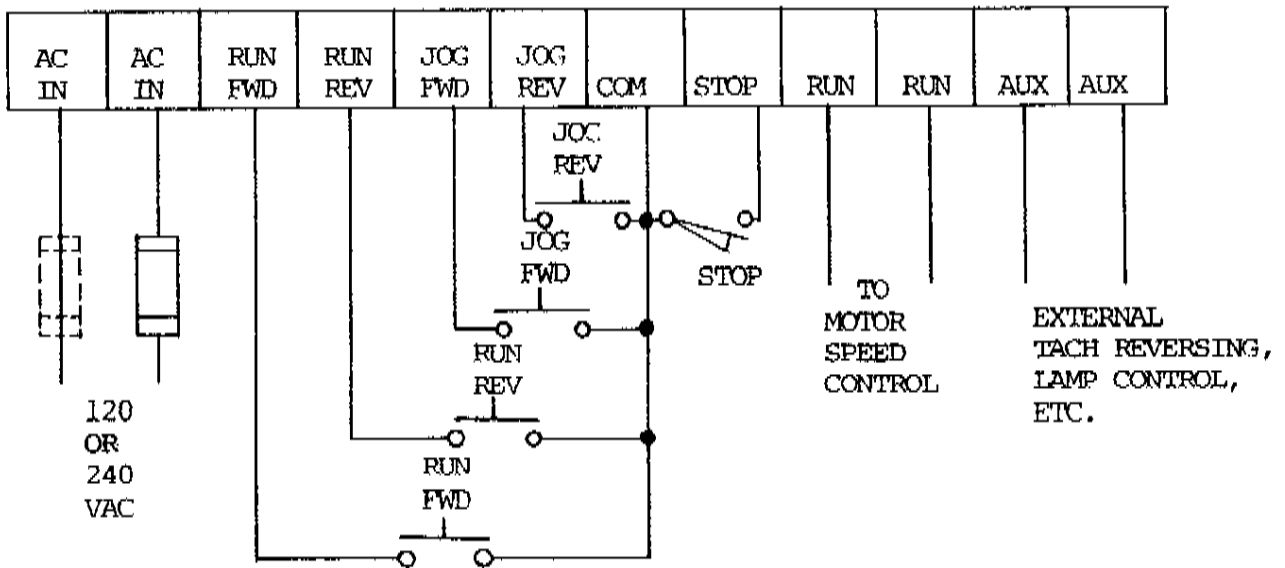 AC IN
AC IN
RUN FWD
RUN REV
JOG FWD
JOG REV
COM
STOP
RUN
RUN
AUX
AUX
JOC
REV
JOG
FWD
STOP
RUN
REV
RUN
FWD
120
OR
240
VAC
TO
MOTOR
SPEED
CONTROL
EXTERNAL
TACH REVERSING,
LAMP CONTROL,
ETC.